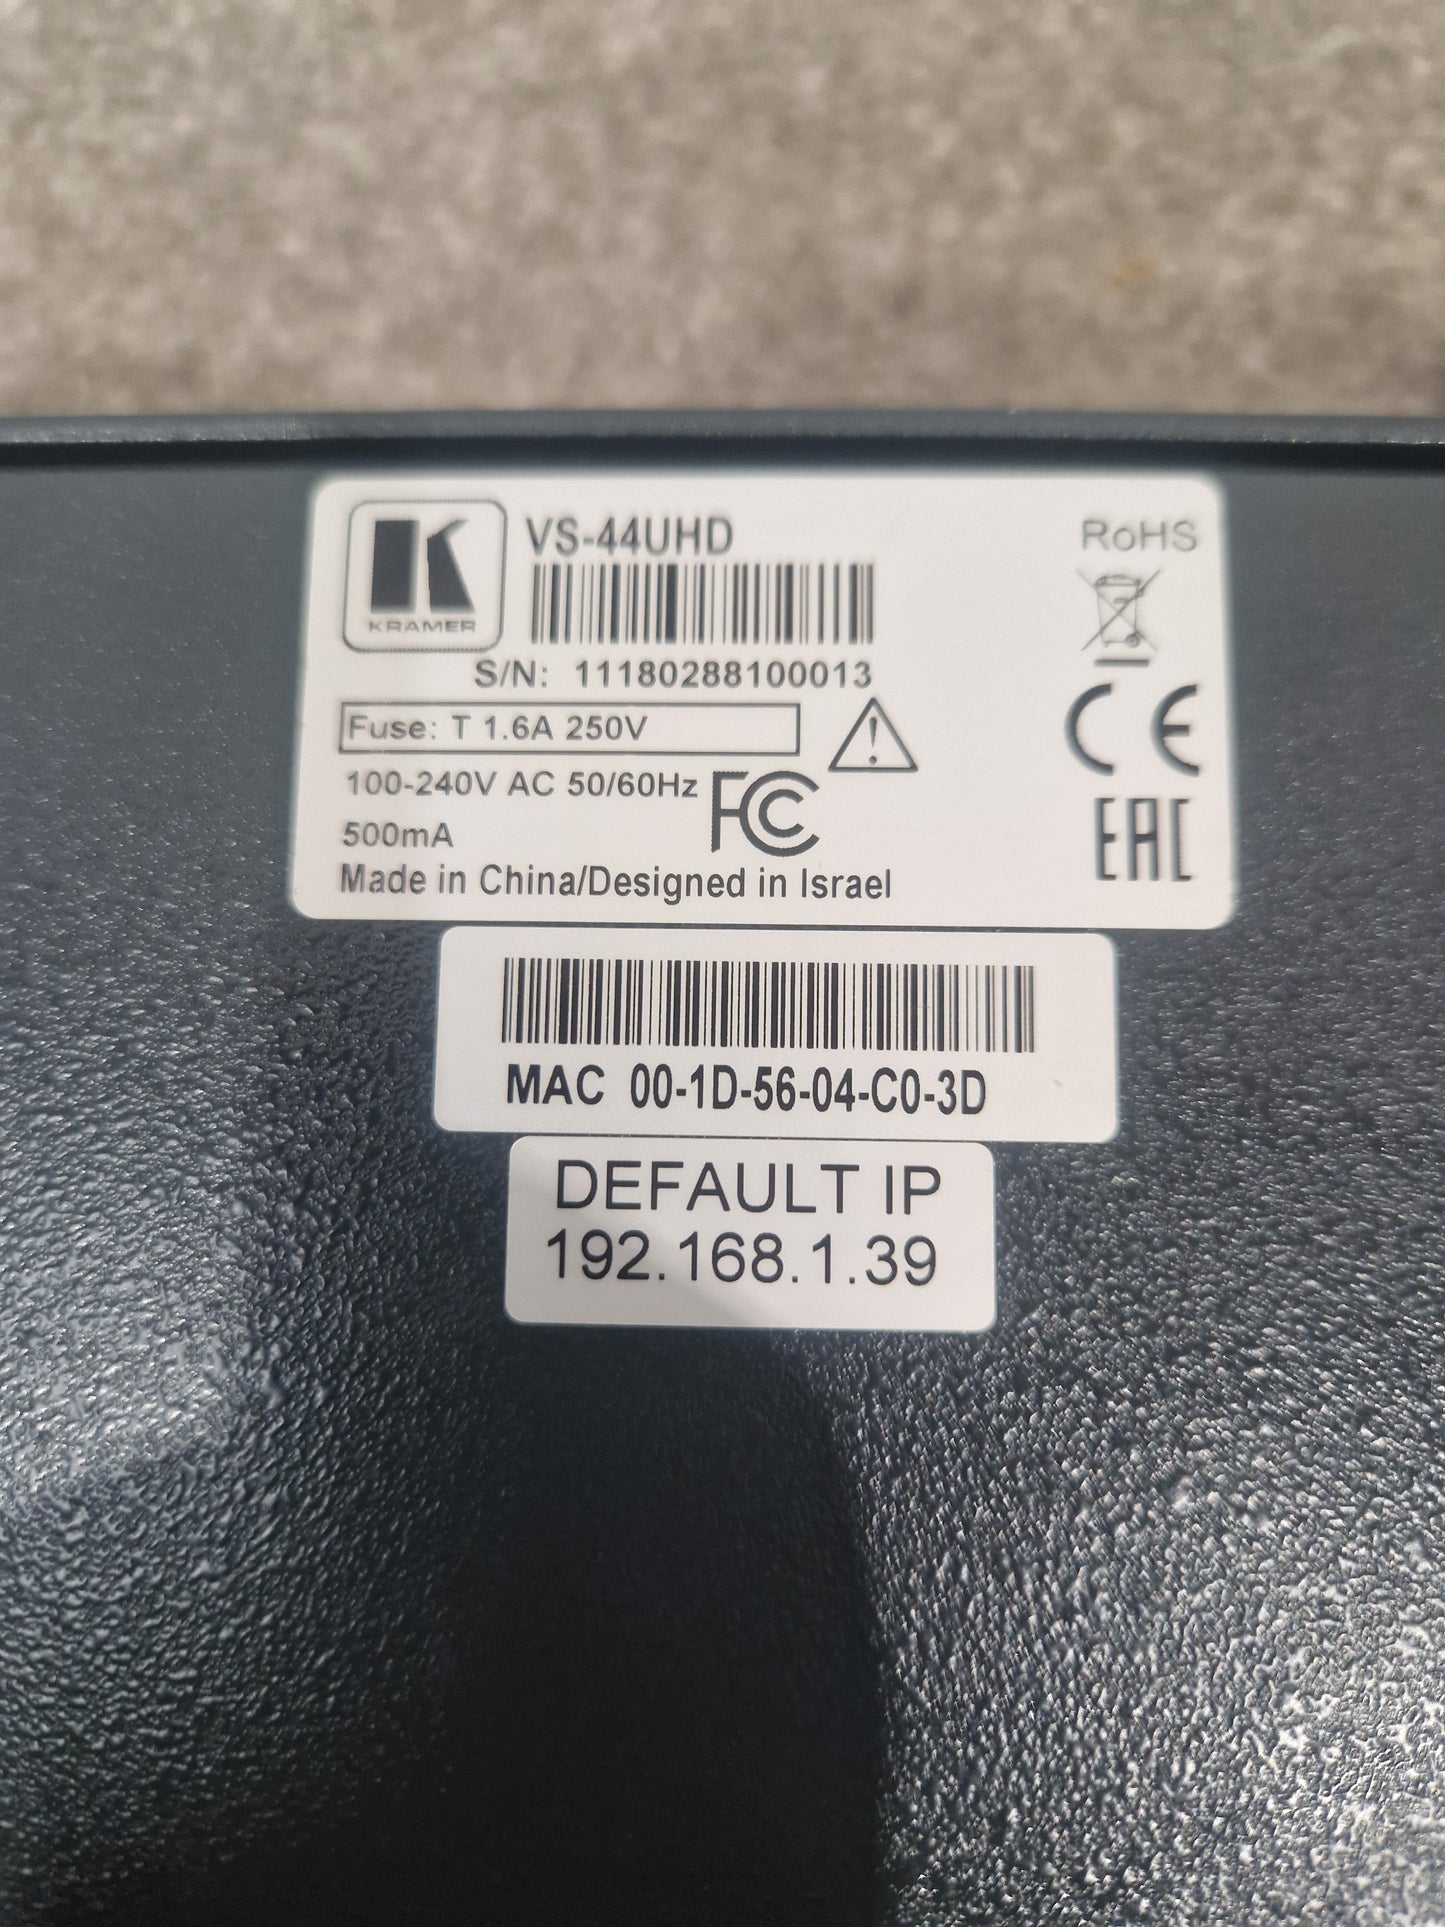 KRAMER
VS-44UHD
RoHS
S/N: 11180288100013
Fuse: T 1.6A 250V
100-240V AC 50/60Hz
FC
CE
500mA
EAC
Made in China/Designed in Israel
MAC 00-1D-56-04-C0-3D
DEFAULT IP
192.168.1.39